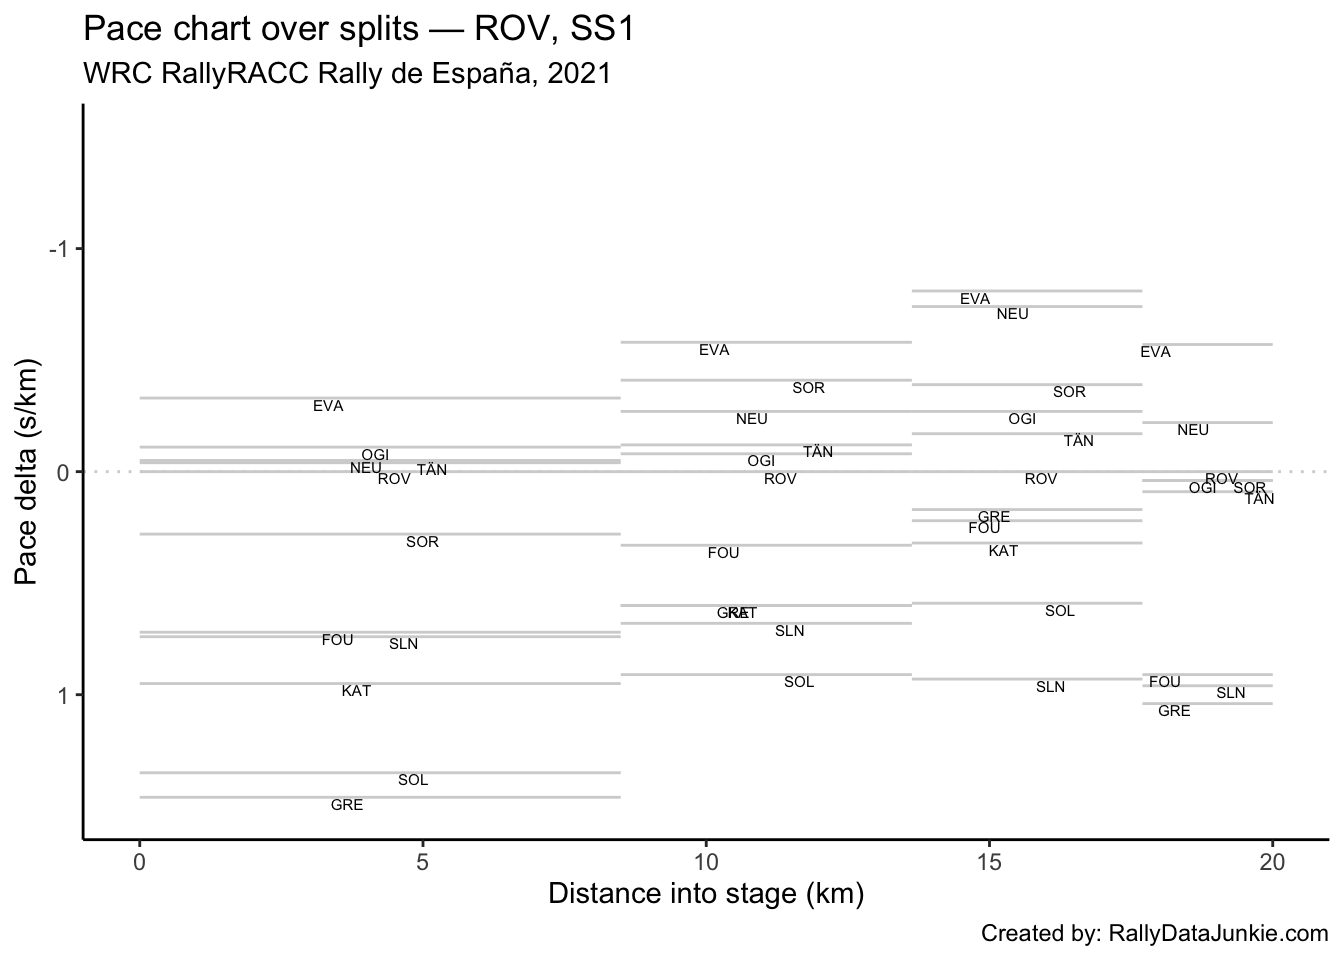 Pace chart over splits — ROV, SS1
WRC RallyRACC Rally de España, 2021
Pace delta (s/km)
-1
0
1
EVA
OGI
NEU
TÄN
ROV
SOR
FOU
SLN
KAT
SOL
GRE
EVA
SOR
NEU
TÄN
OGI
ROV
FOU
GRE
KAT
SLN
SOL
EVA
NEU
SOR
OGI
TÄN
ROV
GRE
FOU
KAT
SOL
SLN
EVA
NEU
ROV
OGI
SOR
TÄN
FOU
SLN
GRE
0 5 10 15 20
Distance into stage (km)
Created by: RallyDataJunkie.com